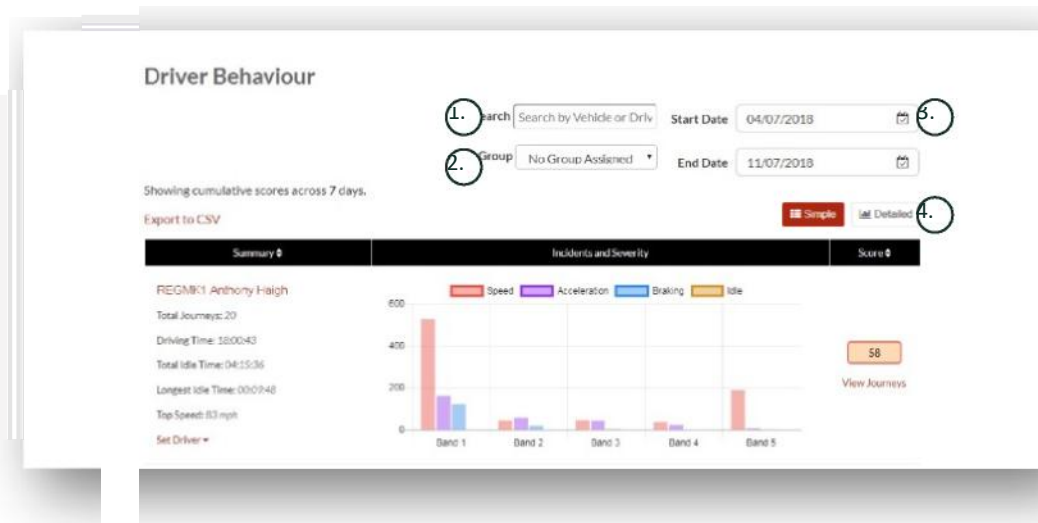 Driver Behaviour
1. earch Search by Vehicle or Driv Start Date 04/07/2018 3.
2. Group No Group Assigned End Date 11/07/2018
Showing cumulative scores across 7 days.
Export to CSV
Simple Detailed 4.
Summary Incidents and Severity Score
REGMK1 Anthony Haigh
Speed Acceleration Braking Idle
Total Journeys: 20
Driving Time: 18:00:43
Total Idle Time: 04:15:36
Longest Idle Time: 00:09:48
Top Speed: 83 mph
Set Driver
600
400
200
0
Band 1 Band 2 Band 3 Band 4 Band 5
58
View Journeys